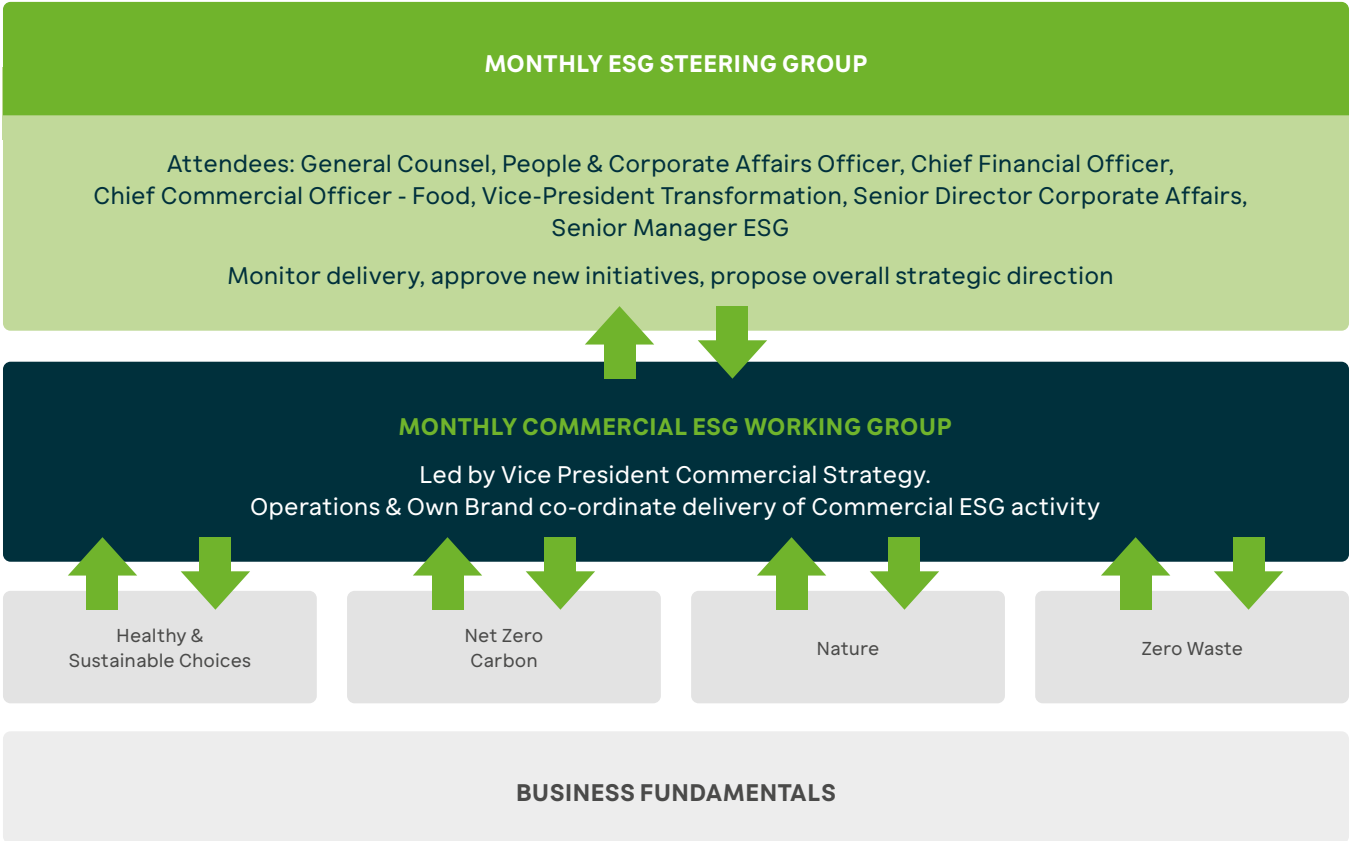 MONTHLY ESG STEERING GROUP
Attendees: General Counsel, People & Corporate Affairs Officer, Chief Financial Officer,
Chief Commercial Officer - Food, Vice-President Transformation, Senior Director Corporate Affairs,
Senior Manager ESG
Monitor delivery, approve new initiatives, propose overall strategic direction
MONTHLY COMMERCIAL ESG WORKING GROUP
Led by Vice President Commercial Strategy.
Operations & Own Brand co-ordinate delivery of Commercial ESG activity
Healthy &
Sustainable Choices
Net Zero
Carbon
Nature
Zero Waste
BUSINESS FUNDAMENTALS